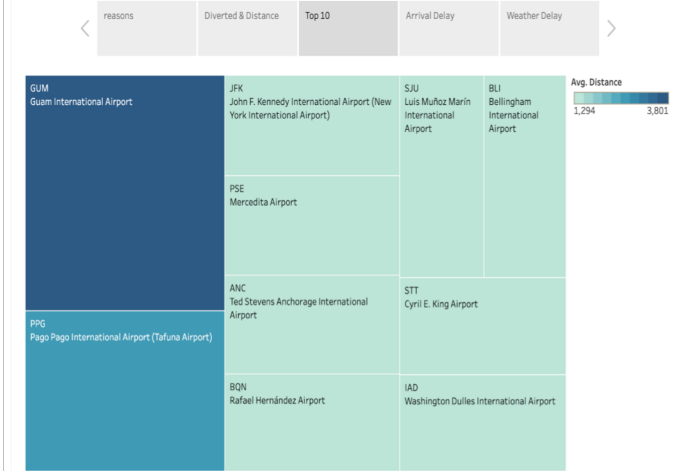 reasons
Diverted & Distance
Top 10
Arrival Delay
Weather Delay
GUM
Guam International Airport
PPG
Pago Pago International Airport (Tafuna Airport)
JFK
John F. Kennedy International Airport (New
York International Airport)
PSE
Mercedita Airport
ANC
Ted Stevens Anchorage International
Airport
BQN
Rafael Hernández Airport
SJU
Luis Muñoz Marín
International
Airport
BLI
Bellingham
International
Airport
STT
Cyril E. King Airport
IAD
Washington Dulles International Airport
Avg. Distance
1,294
3,801